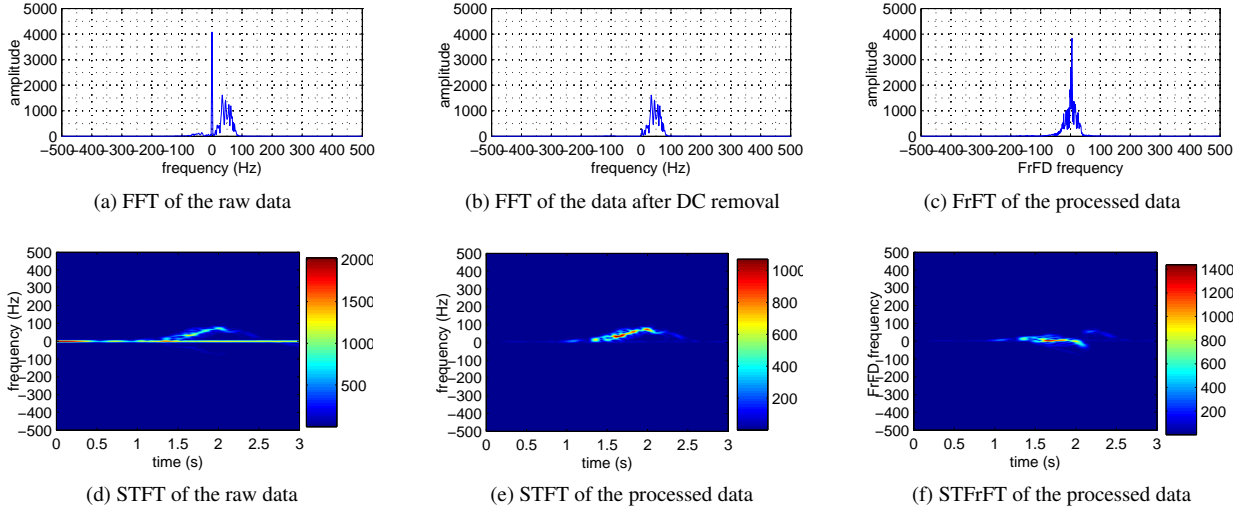 5000
4000
3000
2000
1000
0
amplitude
−500−400−300−200−100 0 100 200 300 400 500
frequency (Hz)
(a) FFT of the raw data
5000
4000
3000
2000
1000
0
amplitude
−500−400−300−200−100 0 100 200 300 400 500
frequency (Hz)
(b) FFT of the data after DC removal
5000
4000
3000
2000
1000
0
amplitude
−500−400−300−200−100 0 100 200 300 400 500
FrFD frequency
(c) FrFT of the processed data
500
400
300
200
100
0
−100
−200
−300
−400
−500
frequency (Hz)
0 0.5 1 1.5 2 2.5 3
time (s)
2000
1500
1000
500
(d) STFT of the raw data
500
400
300
200
100
0
−100
−200
−300
−400
−500
frequency (Hz)
0 0.5 1 1.5 2 2.5 3
time (s)
1000
800
600
400
200
(e) STFT of the processed data
500
400
300
200
100
0
−100
−200
−300
−400
−500
FrFD frequency
0 0.5 1 1.5 2 2.5 3
time (s)
1400
1200
1000
800
600
400
200
(f) STFrFT of the processed data